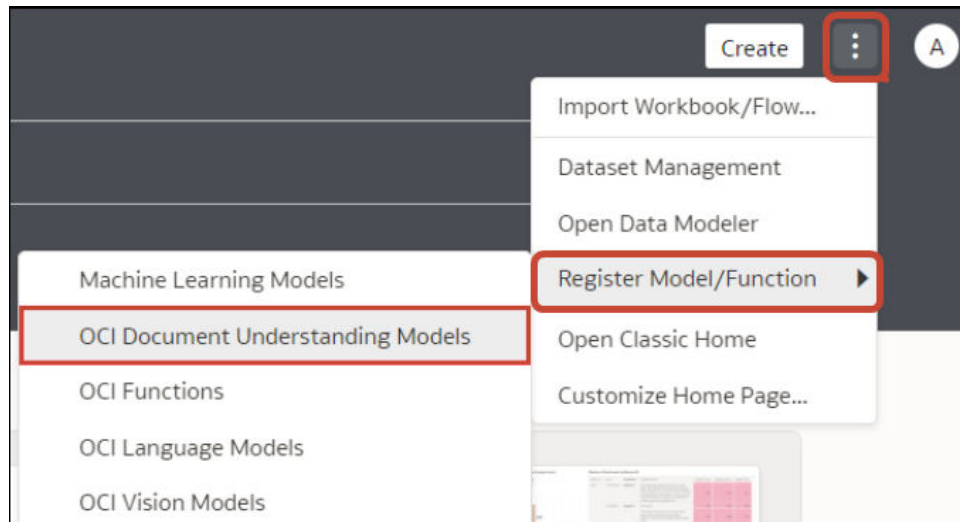 Create
A
Import Workbook/Flow...
Dataset Management
Open Data Modeler
Register Model/Function
Open Classic Home
Customize Home Page...
Machine Learning Models
OCI Document Understanding Models
OCI Functions
OCI Language Models
OCI Vision Models